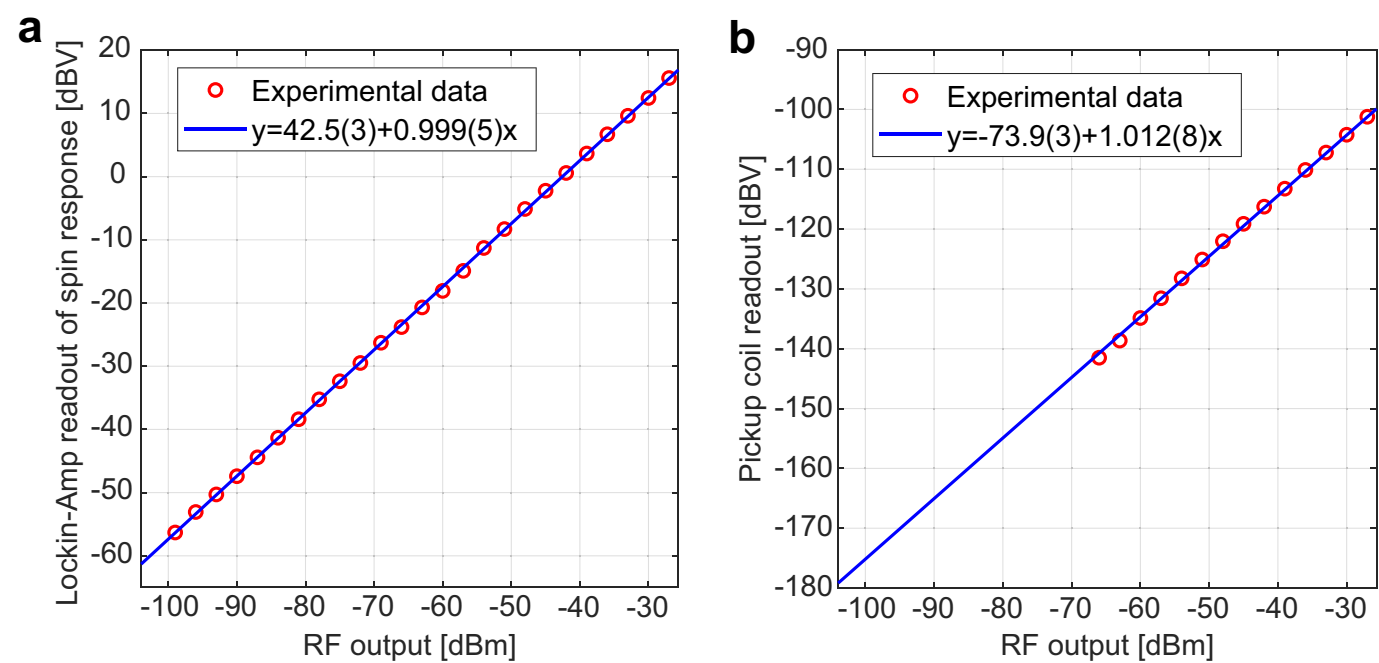 a
Lockin-Amp readout of spin response [dBV]
20
10
0
-10
-20
-30
-40
-50
-60
Experimental data
y=42.5(3)+0.999(5)x
-100 -90 -80 -70 -60 -50 -40 -30
RF output [dBm]
b
Pickup coil readout [dBV]
-90
-100
-110
-120
-130
-140
-150
-160
-170
-180
Experimental data
y=-73.9(3)+1.012(8)x
-100 -90 -80 -70 -60 -50 -40 -30
RF output [dBm]